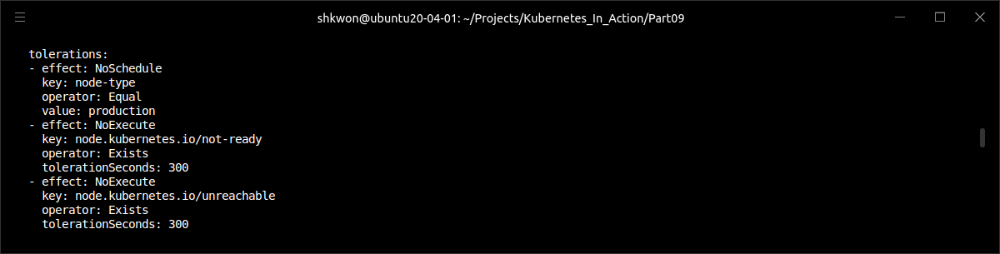 shkwon@ubuntu20-04-01: ~/Projects/Kubernetes_In_Action/Part09
tolerations:
- effect: NoSchedule
  key: node-type
  operator: Equal
  value: production
- effect: NoExecute
  key: node.kubernetes.io/not-ready
  operator: Exists
  tolerationSeconds: 300
- effect: NoExecute
  key: node.kubernetes.io/unreachable
  operator: Exists
  tolerationSeconds: 300